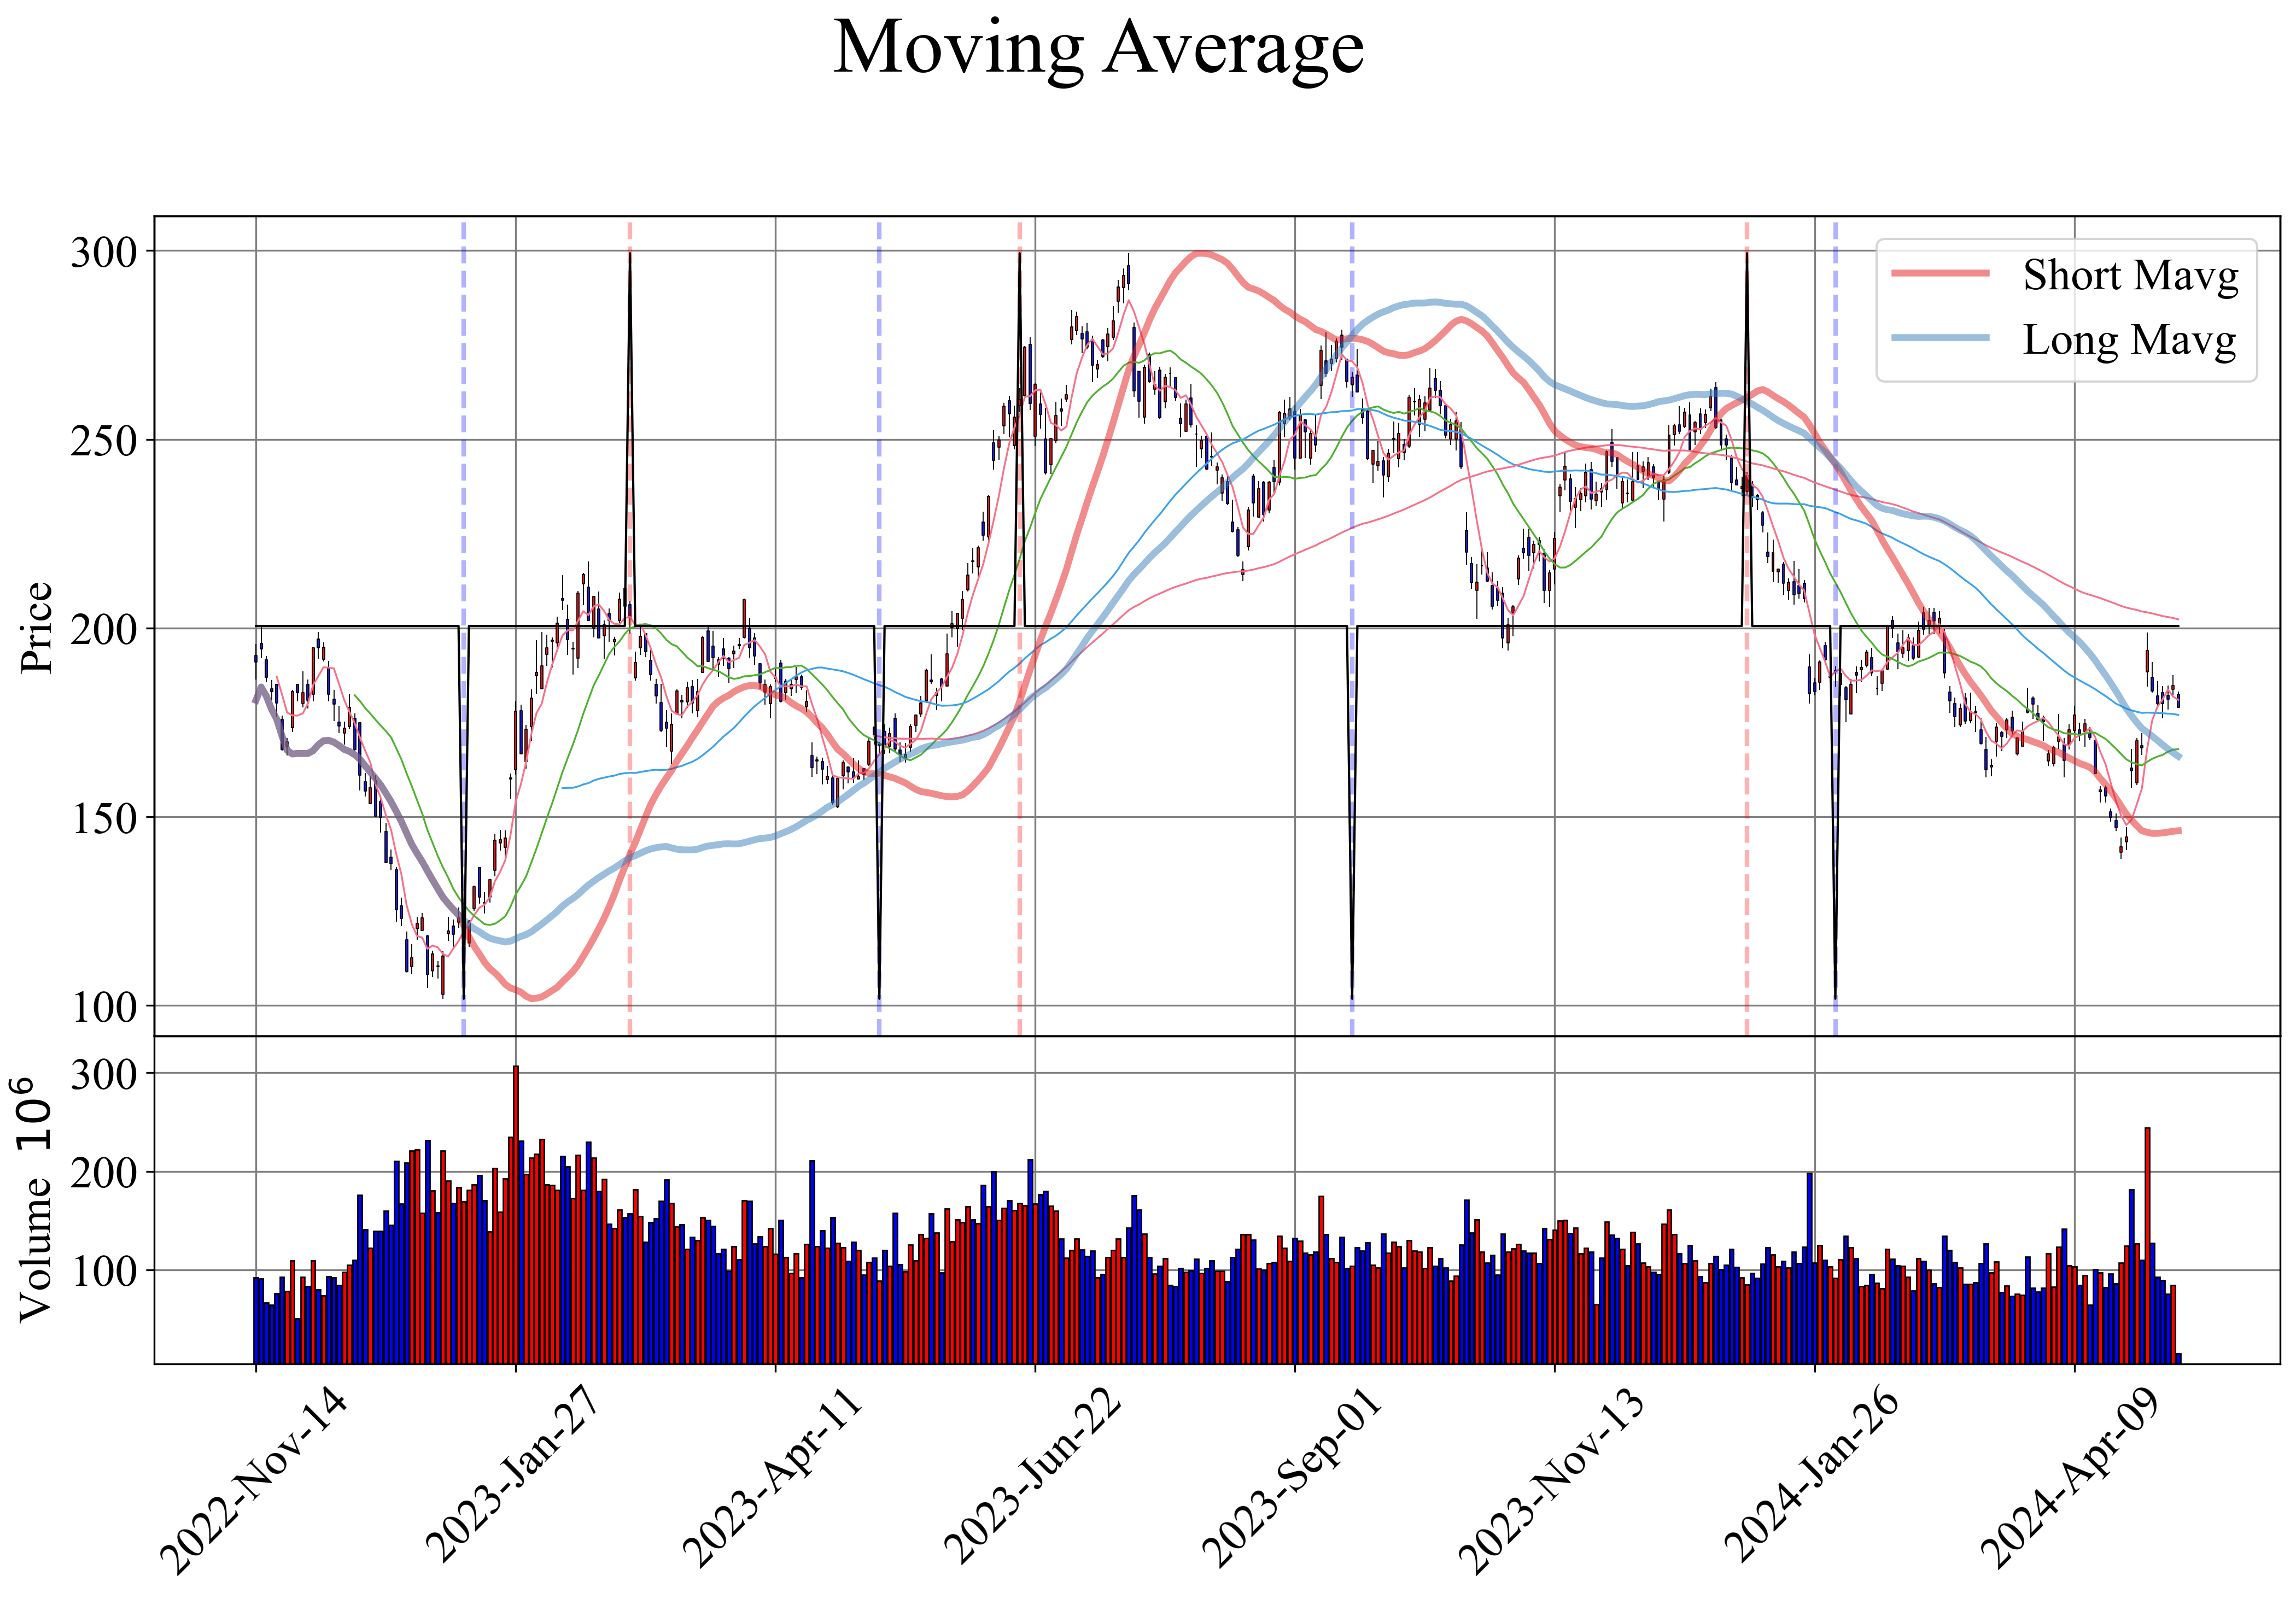 Moving Average
Short Mavg
Long Mavg
Price
300
250
200
150
100
Volume 10⁶
300
200
100
2022-Nov-14
2023-Jan-27
2023-Apr-11
2023-Jun-22
2023-Sep-01
2023-Nov-13
2024-Jan-26
2024-Apr-09